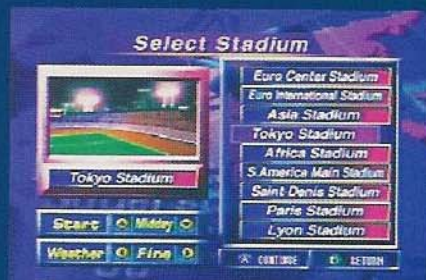 Select Stadium
Tokyo Stadium
Start Midday
Weather Fine
Euro Center Stadium
Euro International Stadium
Asia Stadium
Tokyo Stadium
Africa Stadium
S.America Main Stadium
Saint Denis Stadium
Paris Stadium
Lyon Stadium
A CONTINUE B RETURN